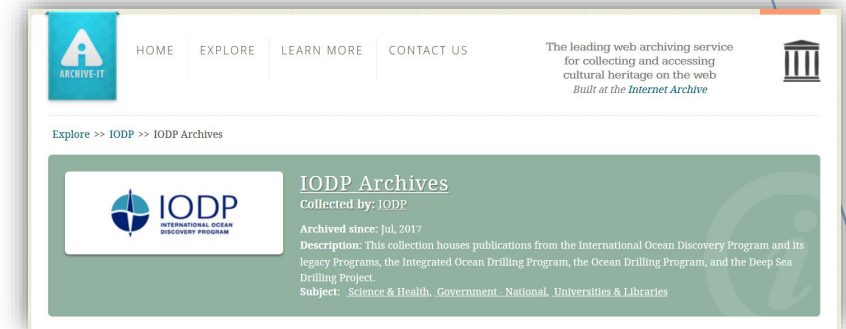 ARCHIVE-IT
HOME EXPLORE LEARN MORE CONTACT US
The leading web archiving service
for collecting and accessing
cultural heritage on the web
Built at the Internet Archive
Explore >> IODP >> IODP Archives
IODP
INTERNATIONAL OCEAN
DISCOVERY PROGRAM
IODP Archives
Collected by: IODP
Archived since: Jul, 2017
Description: This collection houses publications from the International Ocean Discovery Program and its
legacy Programs, the Integrated Ocean Drilling Program, the Ocean Drilling Program, and the Deep Sea
Drilling Project.
Subject: Science & Health, Government - National, Universities & Libraries